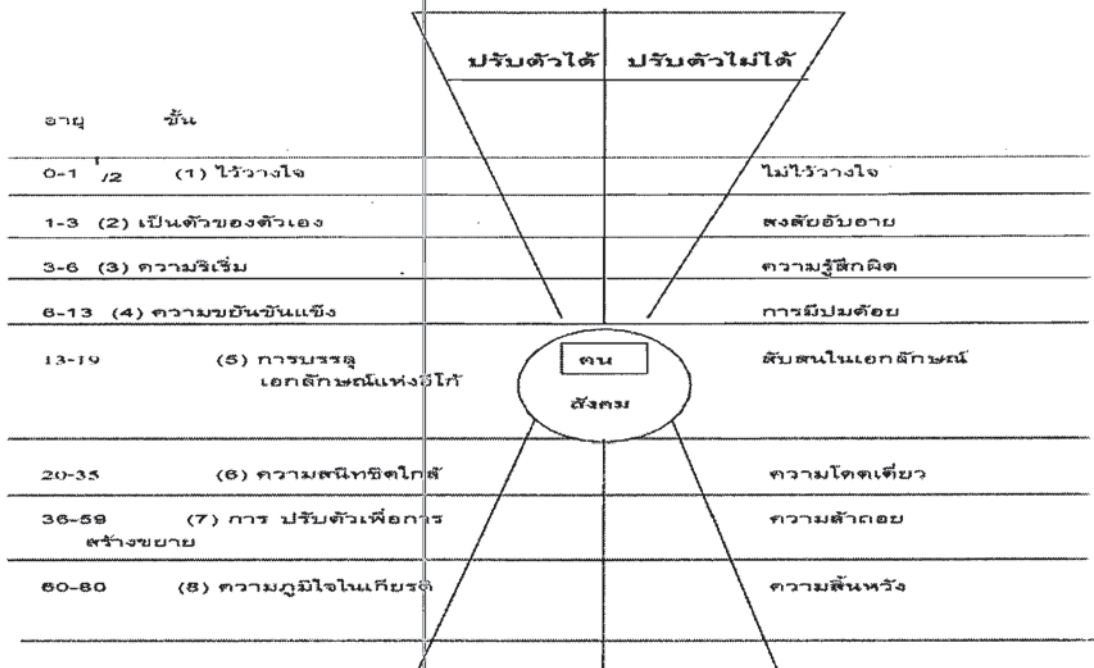 ปรับตัวได้ ปรับตัวไม่ได้
อายุ ขั้น
0-1 1/2 (1) ไว้วางใจ ไม่ไว้วางใจ
1-3 (2) เป็นตัวของตัวเอง สงสัยอับอาย
3-6 (3) ความริเริ่ม ความรู้สึกผิด
6-13 (4) ความขยันขันแข็ง การมีปมด้อย
13-19 (5) การบรรลุ คน สับสนในเอกลักษณ์
เอกลักษณ์แห่งอีโก้
สังคม
20-35 (6) ความสนิทชิดใกล้ ความโดดเดี่ยว
36-59 (7) การ ปรับตัวเพื่อการ ความล้าถอย
สร้างขยาย
60-80 (8) ความภูมิใจในเกียรติ ความสิ้นหวัง